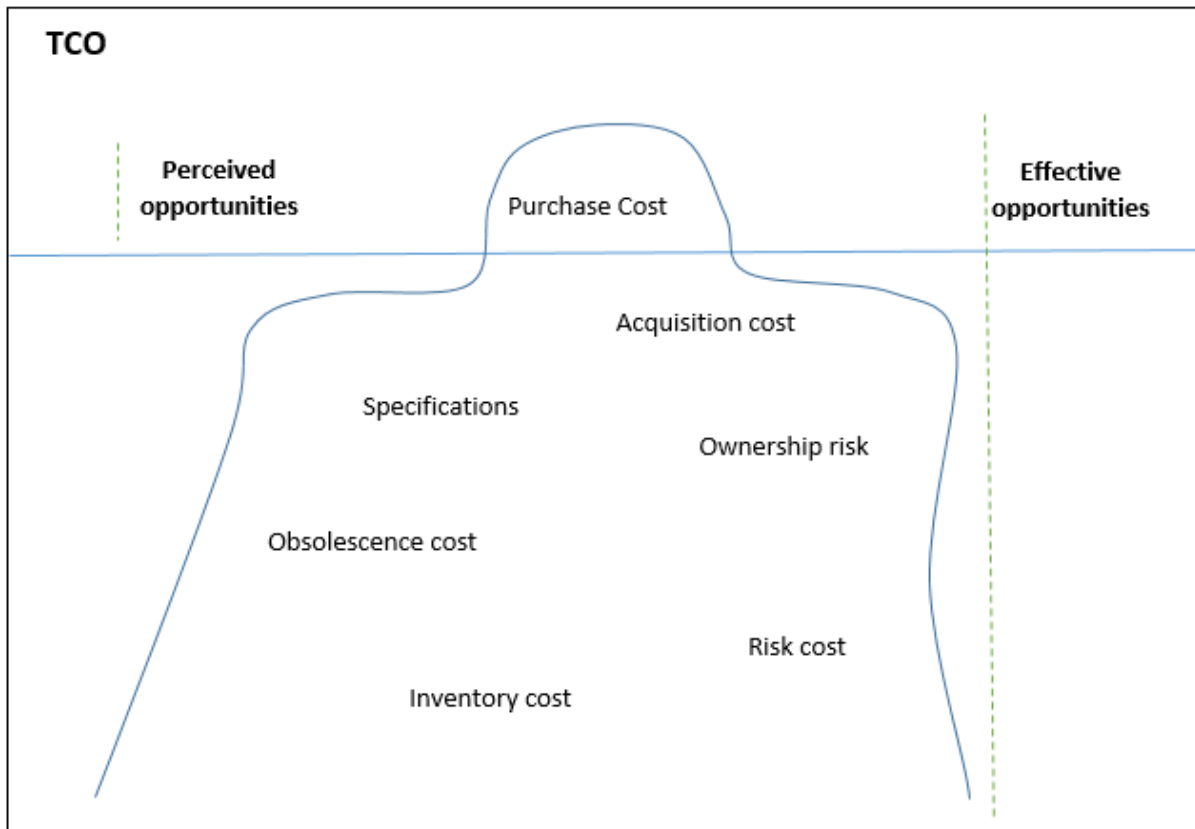 TCO
Perceived
opportunities
Purchase Cost
Effective
opportunities
Acquisition cost
Specifications
Ownership risk
Obsolescence cost
Risk cost
Inventory cost